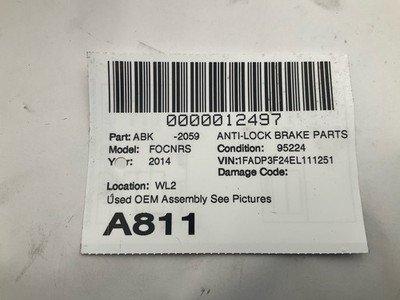 0000012497
Part: ABK -2059 ANTI-LOCK BRAKE PARTS
Model: FOCNRS Condition: 95224
Year: 2014 VIN:1FADP3F24EL111251
Damage Code:
Location: WL2
Used OEM Assembly See Pictures
A811